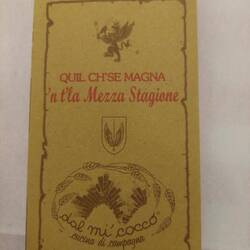 QUIL CH'SE MAGNA
'n t'la Mezza Stagione
dal mi' cocco
cucina di campagna